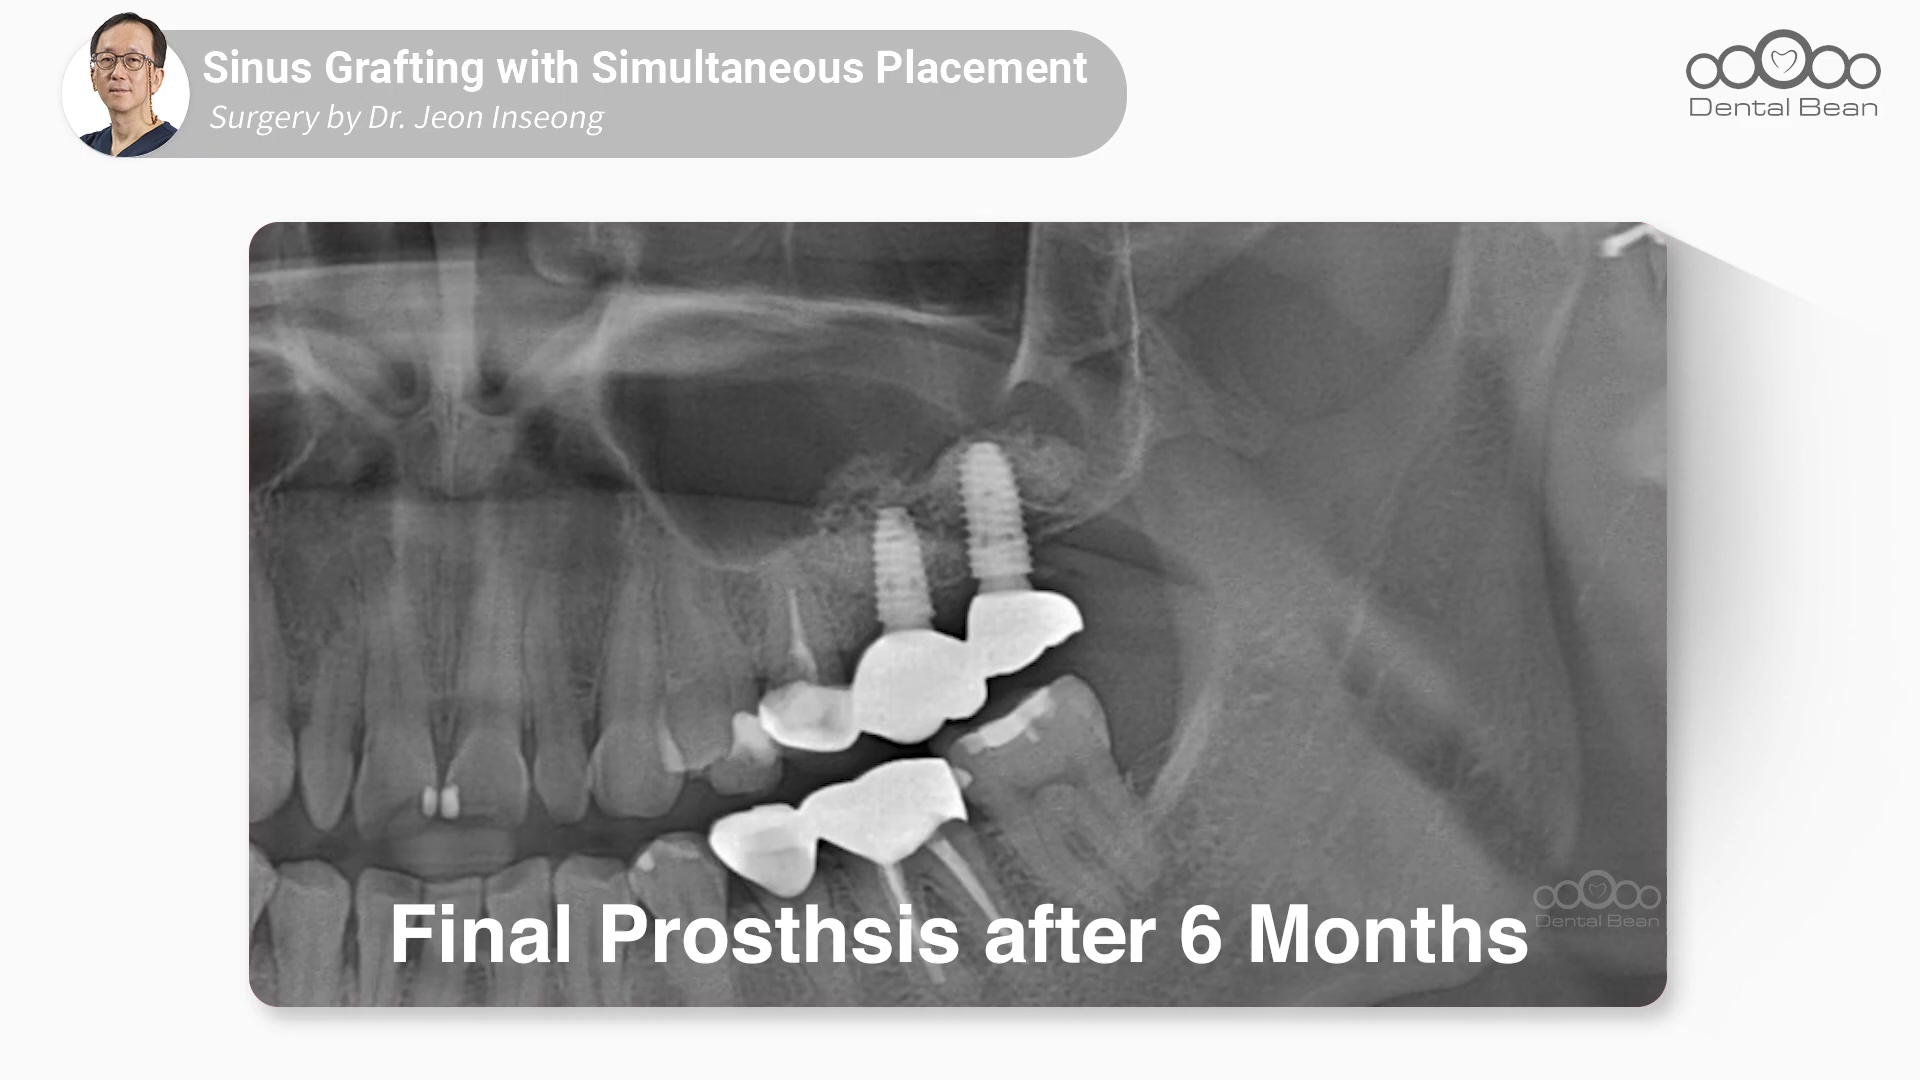 Sinus Grafting with Simultaneous Placement
Surgery by Dr. Jeon Inseong
Dental Bean
Dental Bean
Final Prosthsis after 6 Months